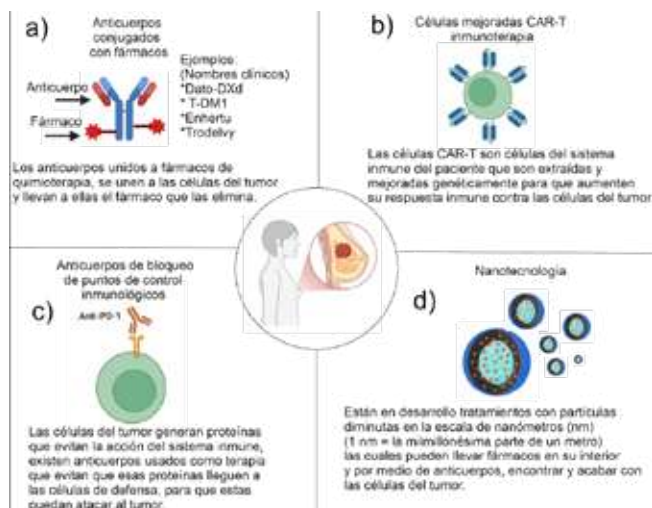 a)
Anticuerpos
conjugados
con fármacos
Anticuerpo
Fármaco
Ejemplos:
(Nombres clínicos)
*Dato-DXd
* T-DM1
*Enhertu
*Trodelvy
Los anticuerpos unidos a fármacos de
quimioterapia, se unen a las células del tumor
y llevan a ellas el fármaco que las elimina.
b)
Células mejoradas CAR-T
inmunoterapia
Las células CAR-T son células del sistema
inmune del paciente que son extraídas y
mejoradas genéticamente para que aumenten
su respuesta inmune contra las células del tumor
c)
Anticuerpos de bloqueo
de puntos de control
inmunológicos
Anti-PD-1
Las células del tumor generan proteínas
que evitan la acción del sistema inmune,
existen anticuerpos usados como terapia
que evitan que esas proteínas lleguen a
las células de defensa, para que estas
puedan atacar al tumor
d)
Nanotecnología
Están en desarrollo tratamientos con partículas
diminutas en la escala de nanómetros (nm)
(1 nm = la milmillonésima parte de un metro)
las cuales pueden llevar fármacos en su interior
y por medio de anticuerpos, encontrar y acabar con
las células del tumor.